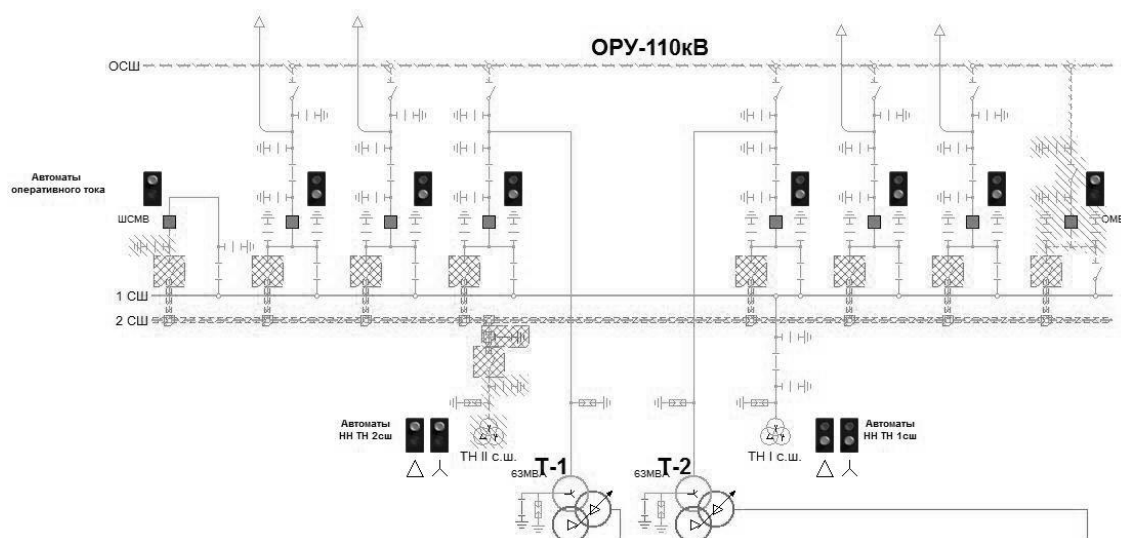 ОРУ-110кВ
ОСШ
Автоматы
оперативного тока
ШСМВ
ОМВ
1 СШ
2 СШ
Автоматы
НН ТН 2сш
ТН II с.ш.
Т-1
63МВА
Т-2
63МВА
ТН I с.ш.
Автоматы
НН ТН 1сш